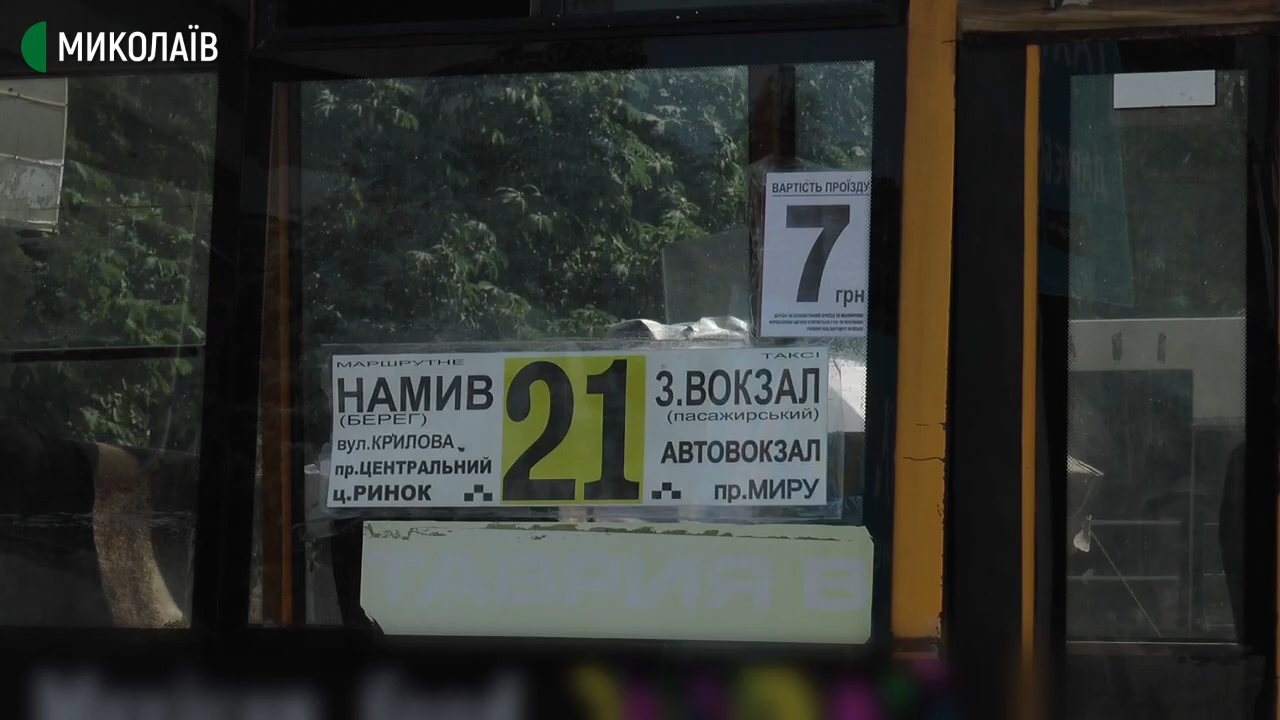 МИКОЛАЇВ
ВАРТІСТЬ ПРОЇЗДУ
7
грн
МАРШРУТНЕ ТАКСІ
НАМИВ
(БЕРЕГ)
вул.КРИЛОВА
пр.ЦЕНТРАЛЬНИЙ
ц.РИНОК
21
З.ВОКЗАЛ
(пасажирський)
АВТОВОКЗАЛ
пр.МИРУ
ТАВРИЯ В